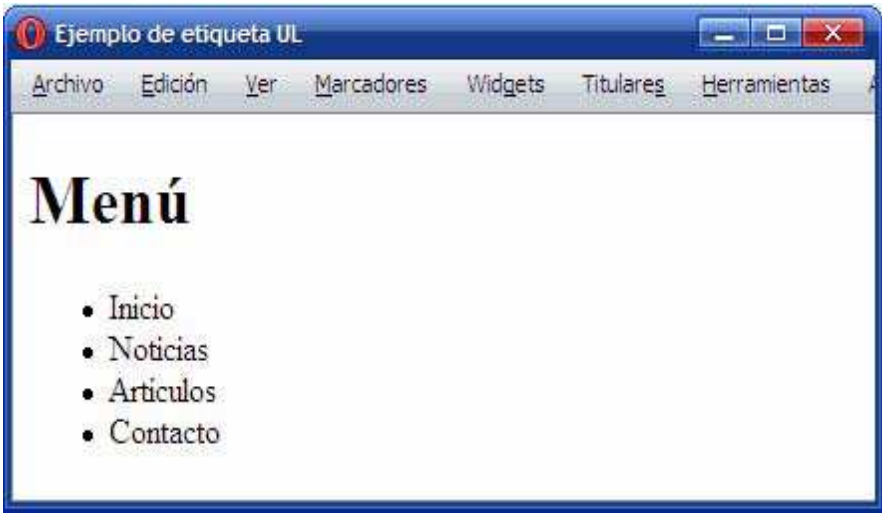 Ejemplo de etiqueta UL
Archivo Edición Ver Marcadores Widgets Titulares Herramientas
Menú
• Inicio
• Noticias
• Artículos
• Contacto